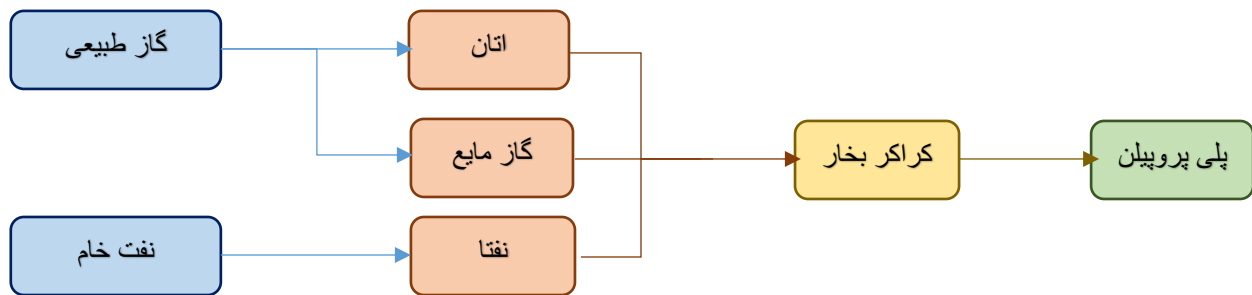 گاز طبیعی
اتان
گاز مایع
کراکر بخار
پلی پروپیلن
نفت خام
نفتا